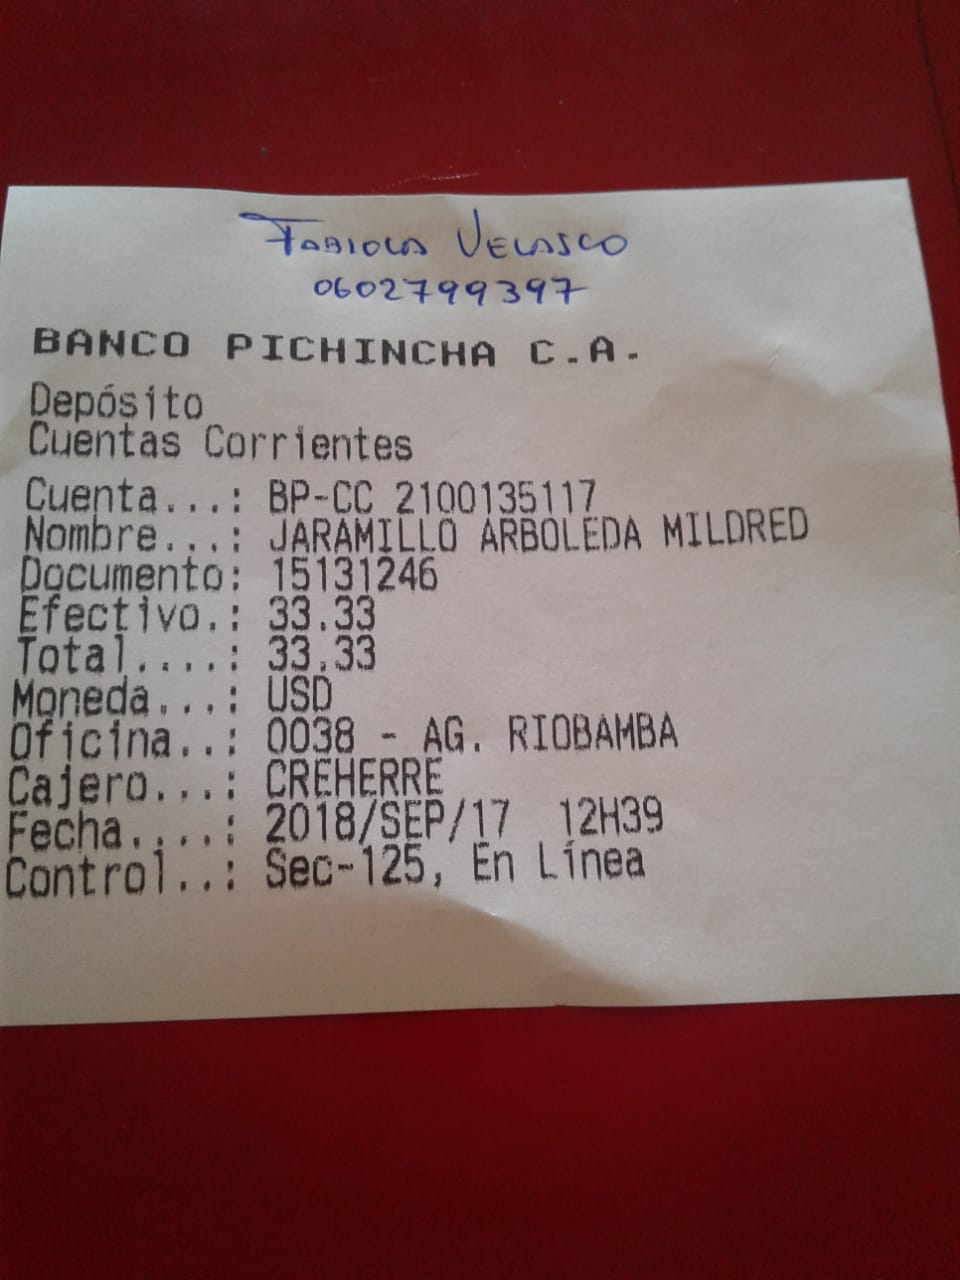 Fabiola Velasco
0602799397
BANCO PICHINCHA C.A.
Depósito
Cuentas Corrientes
Cuenta...: BP-CC 2100135117
Nombre...: JARAMILLO ARBOLEDA MILDRED
Documento: 15131246
Efectivo.: 33.33
Total....: 33.33
Moneda...: USD
Oficina..: 0038 - AG. RIOBAMBA
Cajero...: CREHERRE
Fecha....: 2018/SEP/17 12H39
Control..: Sec-125, En Línea